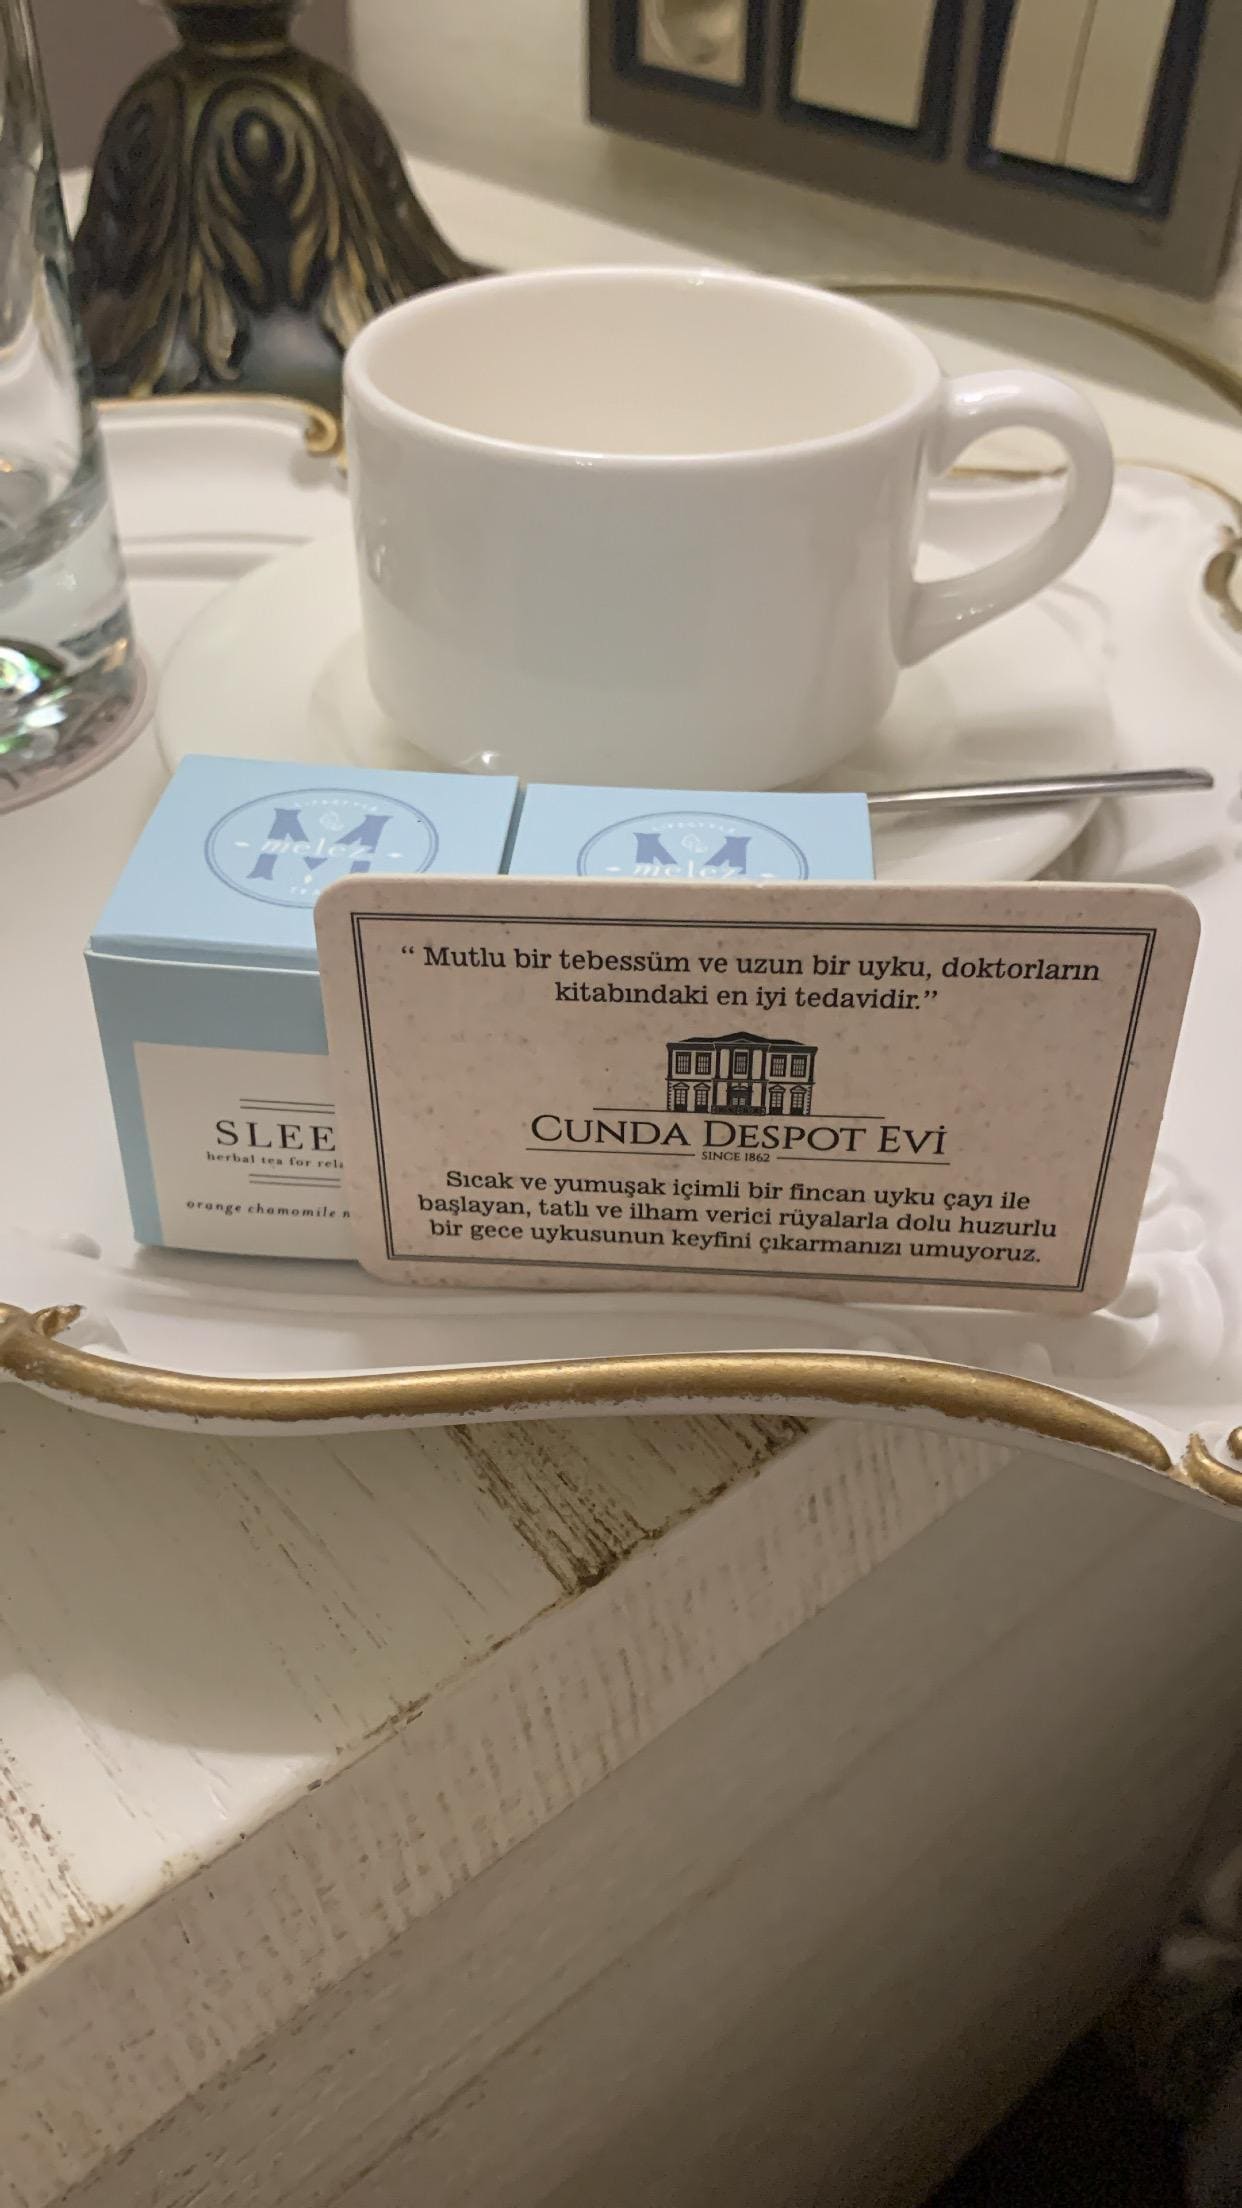 M
melez
M
melez
SLEE
herbal tea for rel
orange chamomile
“ Mutlu bir tebessüm ve uzun bir uyku, doktorların
kitabındaki en iyi tedavidir.”
CUNDA DESPOT EVİ
SINCE 1862
Sıcak ve yumuşak içimli bir fincan uyku çayı ile
başlayan, tatlı ve ilham verici rüyalarla dolu huzurlu
bir gece uykusunun keyfini çıkarmanızı umuyoruz.